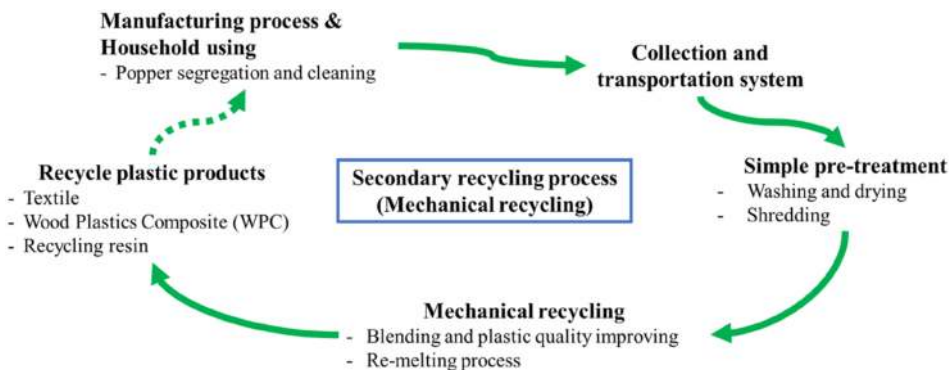 Manufacturing process &
Household using
- Popper segregation and cleaning
Collection and
transportation system
Simple pre-treatment
- Washing and drying
- Shredding
Mechanical recycling
- Blending and plastic quality improving
- Re-melting process
Recycle plastic products
- Textile
- Wood Plastics Composite (WPC)
- Recycling resin
Secondary recycling process
(Mechanical recycling)